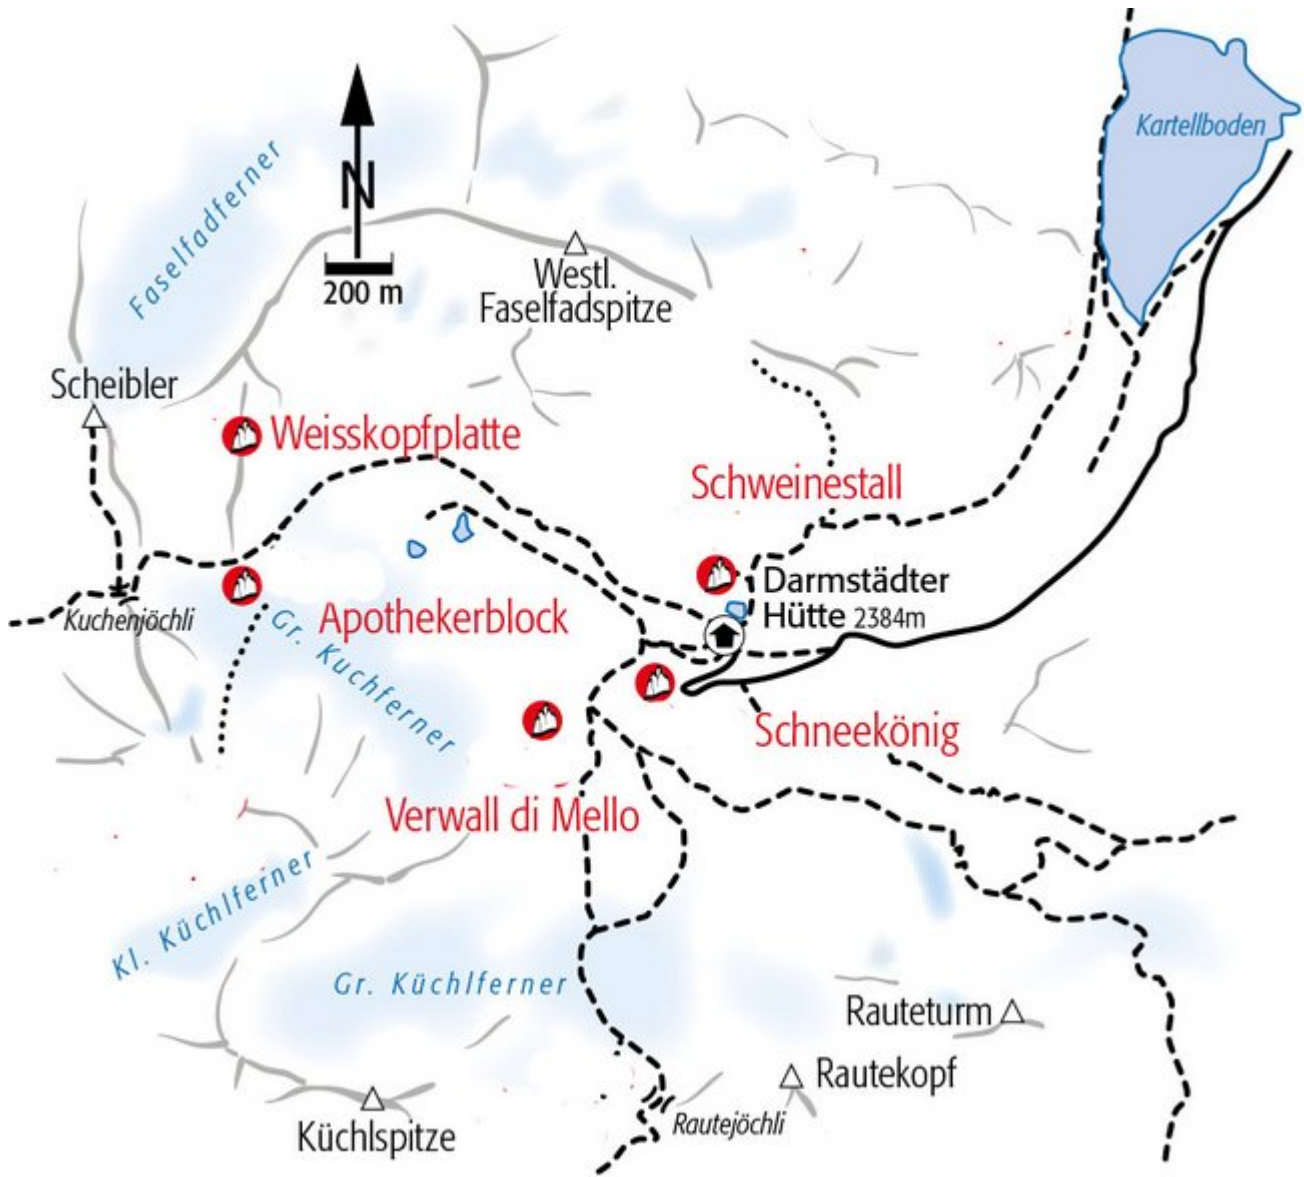 Kartellboden
Faselfadferner
N
200 m
Westl.
Faselfadspitze
Scheibler
Weisskopfplatte
Schweinestall
Darmstädter
Hütte 2384m
Kuchenjöchli
Apothekerblock
Gr. Kuchferner
Schneekönig
Verwall di Mello
Kl. Küchlferner
Gr. Küchlferner
Rauteturm
Rautekopf
Rautejöchli
Küchlspitze